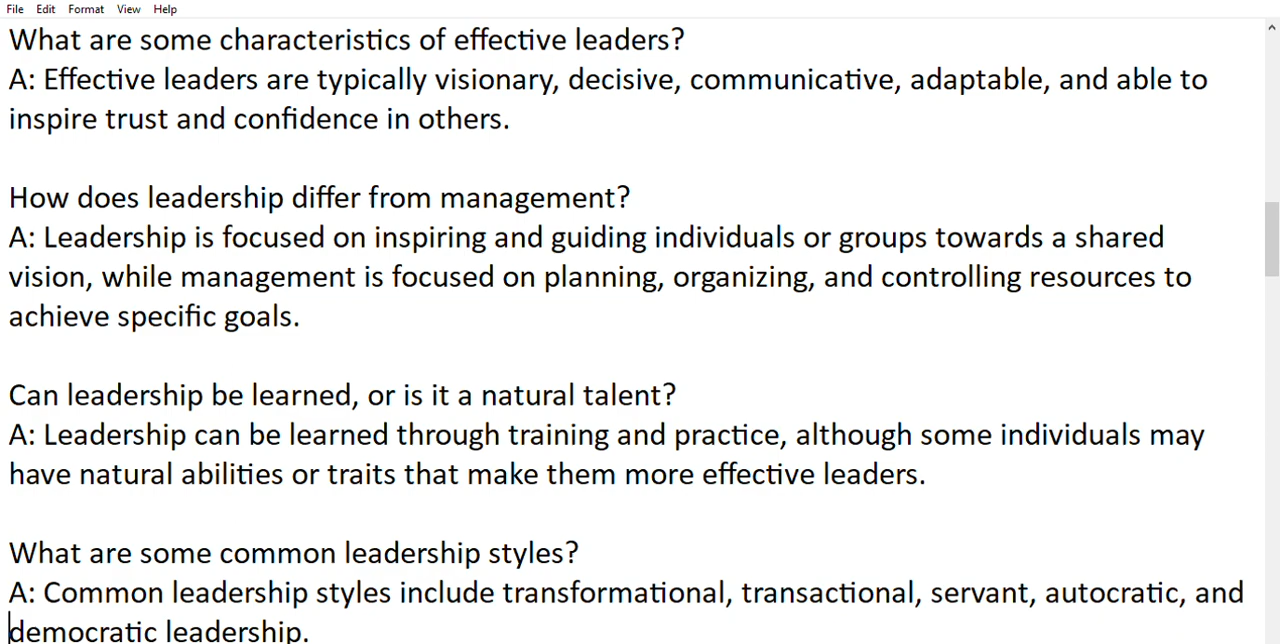 File Edit Format View Help
What are some characteristics of effective leaders?
A: Effective leaders are typically visionary, decisive, communicative, adaptable, and able to
inspire trust and confidence in others.
How does leadership differ from management?
A: Leadership is focused on inspiring and guiding individuals or groups towards a shared
vision, while management is focused on planning, organizing, and controlling resources to
achieve specific goals.
Can leadership be learned, or is it a natural talent?
A: Leadership can be learned through training and practice, although some individuals may
have natural abilities or traits that make them more effective leaders.
What are some common leadership styles?
A: Common leadership styles include transformational, transactional, servant, autocratic, and
democratic leadership.